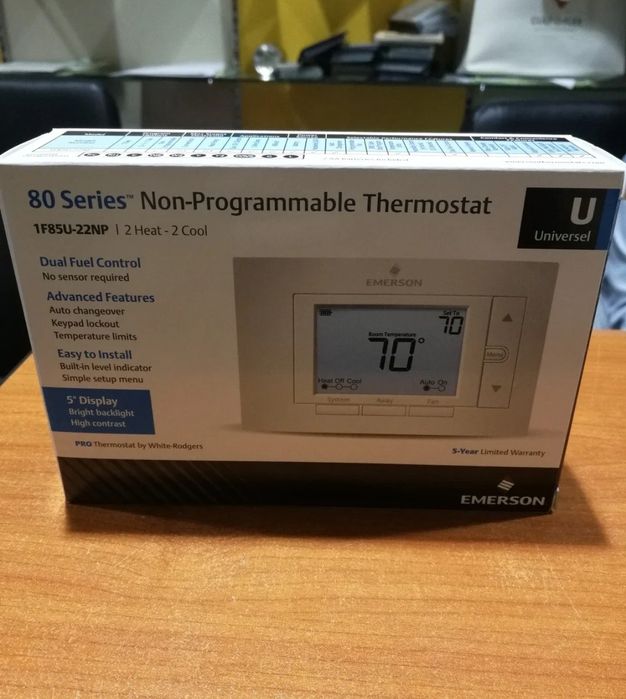 80 Series™ Non-Programmable Thermostat
1F85U-22NP | 2 Heat - 2 Cool
U
Universel
Dual Fuel Control
No sensor required
Advanced Features
Auto changeover
Keypad lockout
Temperature limits
Easy to Install
Built-in level indicator
Simple setup menu
5" Display
Bright backlight
High contrast
PRO Thermostat by White-Rodgers
EMERSON
Set To
70
Room Temperature
70°
Heat Off Cool
Auto On
System
Away
Fan
Menu
5-Year Limited Warranty
EMERSON